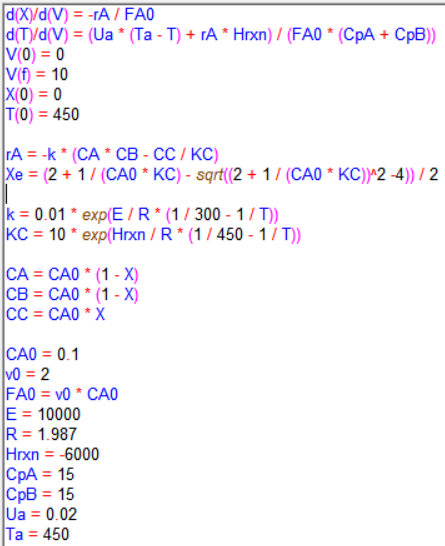 d(X)/d(V) = -rA / FA0
d(T)/d(V) = (Ua * (Ta - T) + rA * Hrxn) / (FA0 * (CpA + CpB))
V(0) = 0
V(f) = 10
X(0) = 0
T(0) = 450
rA = -k * (CA * CB - CC / KC)
Xe = (2 + 1 / (CA0 * KC) - sqrt((2 + 1 / (CA0 * KC))^2 -4)) / 2
k = 0.01 * exp(E / R * (1 / 300 - 1 / T))
KC = 10 * exp(Hrxn / R * (1 / 450 - 1 / T))
CA = CA0 * (1 - X)
CB = CA0 * (1 - X)
CC = CA0 * X
CA0 = 0.1
v0 = 2
FA0 = v0 * CA0
E = 10000
R = 1.987
Hrxn = -6000
CpA = 15
CpB = 15
Ua = 0.02
Ta = 450